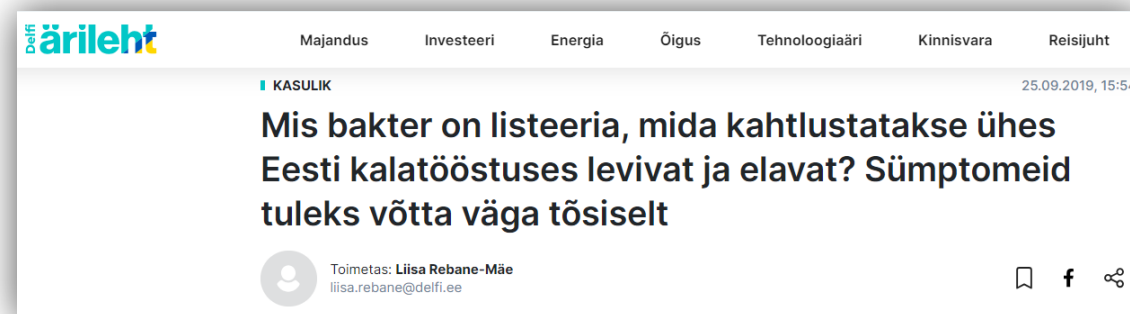 Delfi ärileht
Majandus Investeeri Energia Õigus Tehnoloogiaäri Kinnisvara Reisijuht
KASULIK 25.09.2019, 15:54
Mis bakter on listeeria, mida kahtlustatakse ühes
Eesti kalatööstuses levivat ja elavat? Sümptomeid
tuleks võtta väga tõsiselt
Toimetas: Liisa Rebane-Mäe
liisa.rebane@delfi.ee